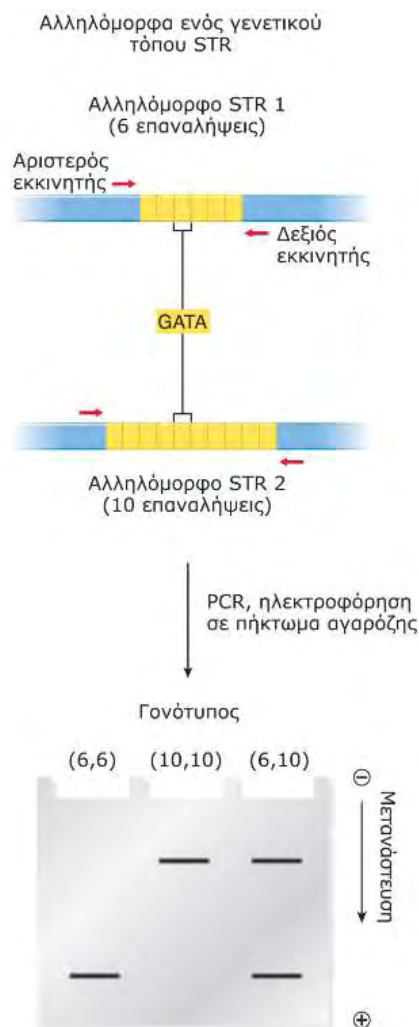 Αλληλόμορφα ενός γενετικού
τόπου STR
Αλληλόμορφο STR 1
(6 επαναλήψεις)
Αριστερός
εκκινητής
Δεξιός
εκκινητής
GATA
Αλληλόμορφο STR 2
(10 επαναλήψεις)
PCR, ηλεκτροφόρηση
σε πήκτωμα αγαρόζης
Γονότυπος
(6,6) (10,10) (6,10)
⊖
Μετανάστευση
⊕